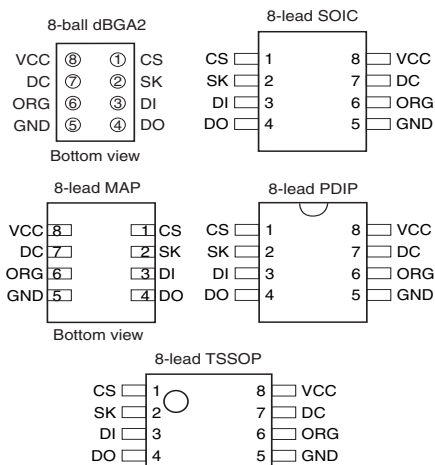 8-ball dBGA2
VCC 8 1 CS
DC 7 2 SK
ORG 6 3 DI
GND 5 4 DO
Bottom view
8-lead SOIC
CS 1 8 VCC
SK 2 7 DC
DI 3 6 ORG
DO 4 5 GND
8-lead MAP
VCC 8 1 CS
DC 7 2 SK
ORG 6 3 DI
GND 5 4 DO
Bottom view
8-lead PDIP
CS 1 8 VCC
SK 2 7 DC
DI 3 6 ORG
DO 4 5 GND
8-lead TSSOP
CS 1 8 VCC
SK 2 7 DC
DI 3 6 ORG
DO 4 5 GND